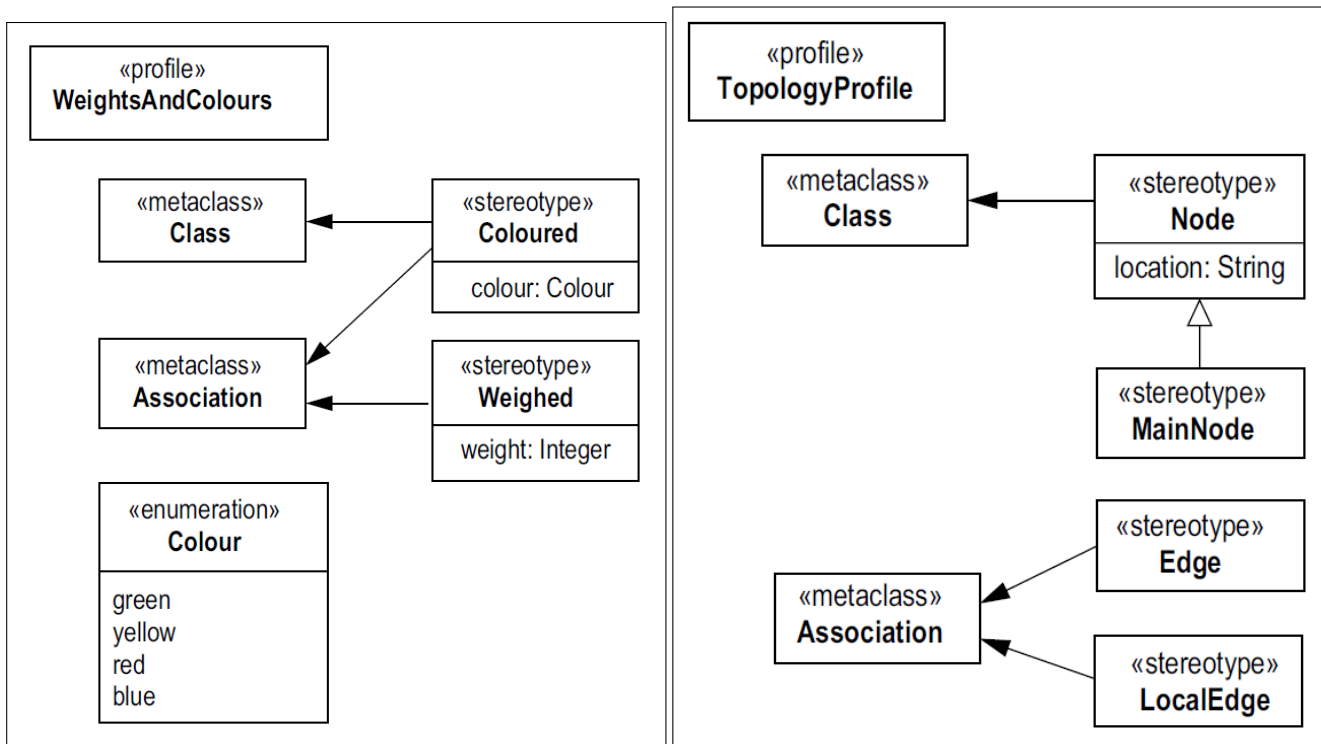 «profile»
WeightsAndColours
«metaclass»
Class
«stereotype»
Coloured
colour: Colour
«metaclass»
Association
«stereotype»
Weighed
weight: Integer
«enumeration»
Colour
green
yellow
red
blue
«profile»
TopologyProfile
«metaclass»
Class
«stereotype»
Node
location: String
«stereotype»
MainNode
«stereotype»
Edge
«metaclass»
Association
«stereotype»
LocalEdge